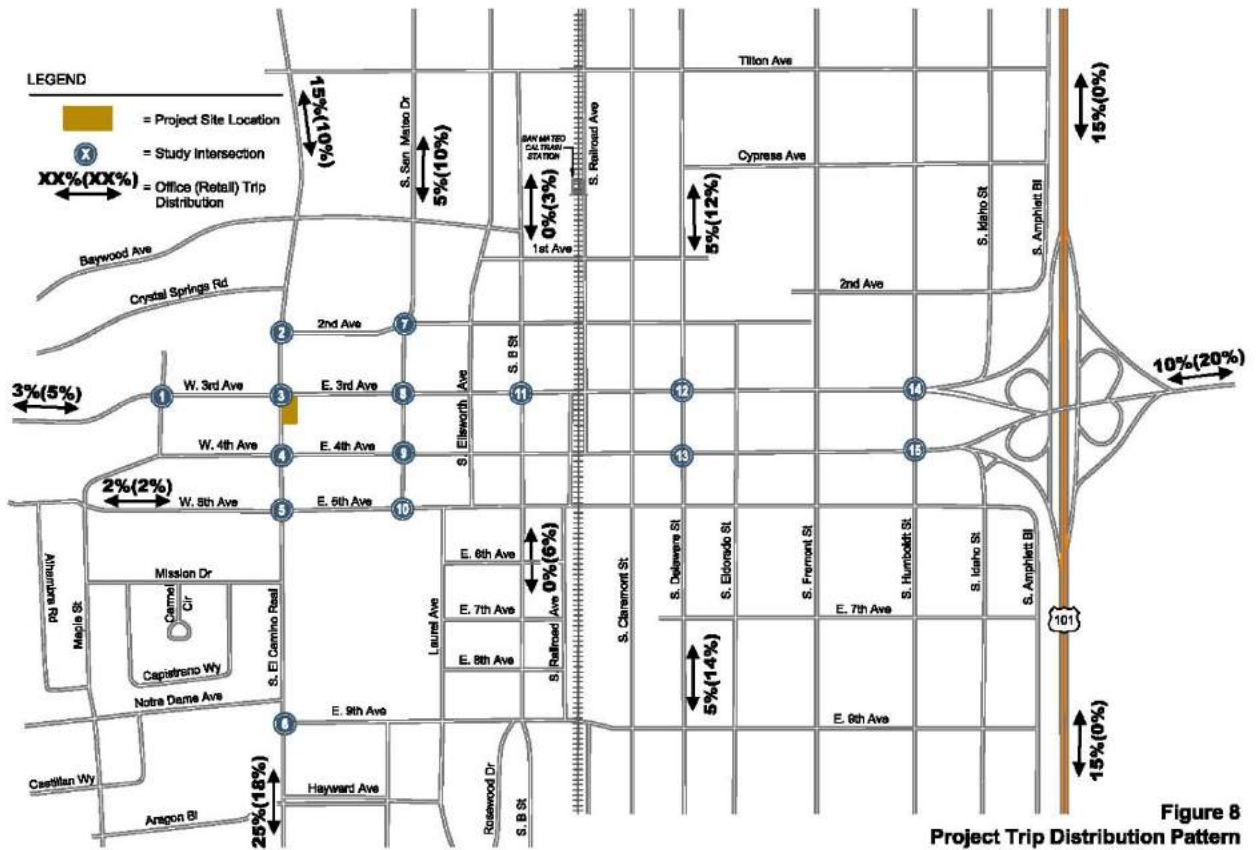 LEGEND
= Project Site Location
X
= Study Intersection
XX%(XX%)
= Office (Retail) Trip
Distribution
Tilton Ave
15%(10%)
S. San Mateo Dr
5%(10%)
SAN MATEO
CALTRAIN
STATION
S. Railroad Ave
0%(3%)
Cypress Ave
5%(12%)
15%(0%)
S. Idaho St
S. Amphlett Bl
Baywood Ave
1st Ave
Crystal Springs Rd
2nd Ave
2
2nd Ave
7
S. B St
S. Ellsworth Ave
10%(20%)
3%(5%)
1
W. 3rd Ave
3
E. 3rd Ave
8
11
12
14
W. 4th Ave
4
E. 4th Ave
9
13
15
2%(2%)
W. 5th Ave
5
E. 5th Ave
10
Alhambra Rd
Maple St
Mission Dr
Carmel
Cir
Capistrano Wy
Notre Dame Ave
S. El Camino Real
Laurel Ave
E. 6th Ave
E. 7th Ave
E. 8th Ave
0%(6%)
S. Railroad Ave
S. Claremont St
S. Delaware St
S. Eldorado St
S. Fremont St
S. Humboldt St
S. Idaho St
S. Amphlett Bl
E. 7th Ave
101
5%(14%)
6
E. 9th Ave
E. 9th Ave
15%(0%)
Castilian Wy
Aragon Bl
25%(18%)
Hayward Ave
Rosewood Dr
S. B St
Figure 8
Project Trip Distribution Pattern